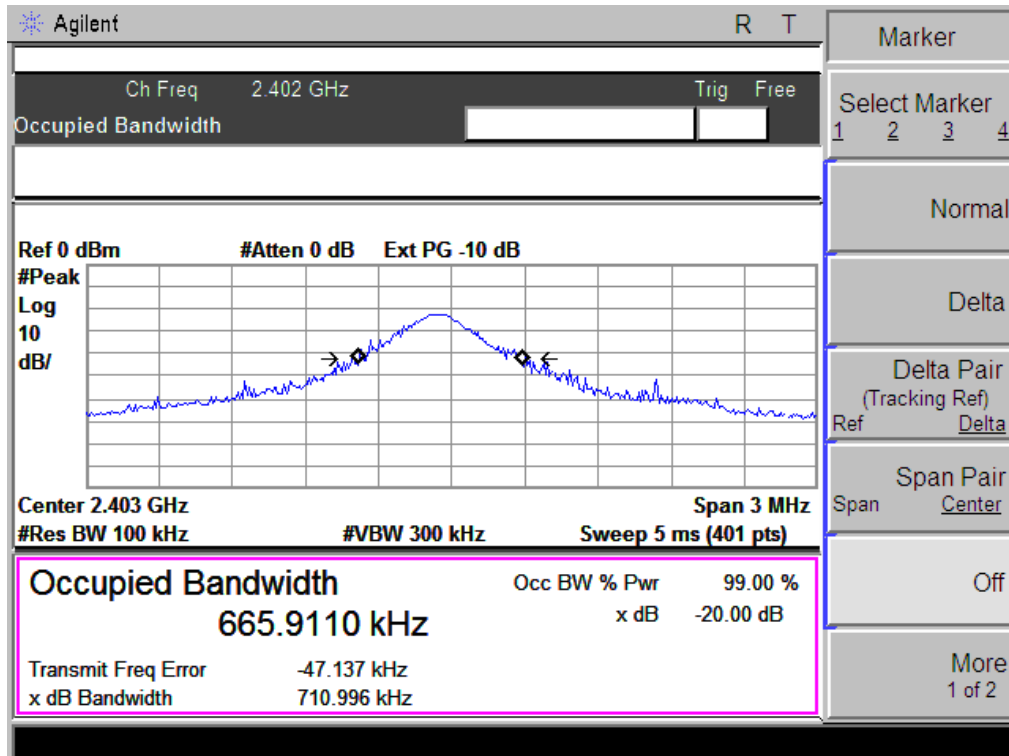 Agilent R T
Ch Freq 2.402 GHz Trig Free
Occupied Bandwidth
Ref 0 dBm #Atten 0 dB Ext PG -10 dB
#Peak
Log
10
dB/
Center 2.403 GHz Span 3 MHz
#Res BW 100 kHz #VBW 300 kHz Sweep 5 ms (401 pts)
Occupied Bandwidth Occ BW % Pwr 99.00 %
665.9110 kHz x dB -20.00 dB
Transmit Freq Error -47.137 kHz
x dB Bandwidth 710.996 kHz
Marker
Select Marker
1 2 3 4
Normal
Delta
Delta Pair
(Tracking Ref)
Ref Delta
Span Pair
Span Center
Off
More
1 of 2